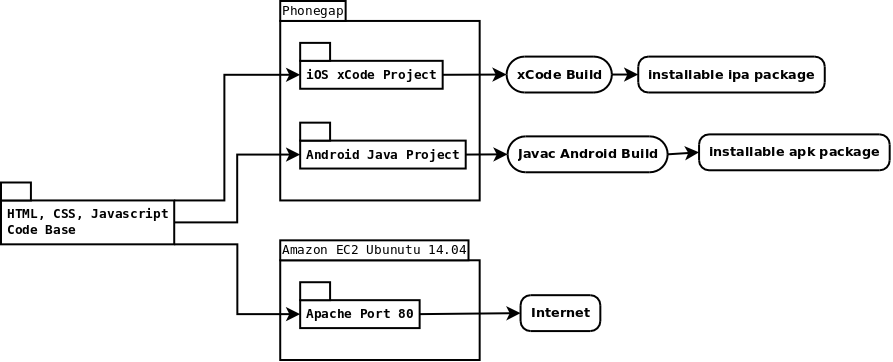 Phonegap
iOS xCode Project
xCode Build
installable ipa package
Android Java Project
Javac Android Build
installable apk package
HTML, CSS, Javascript
Code Base
Amazon EC2 Ubunutu 14.04
Apache Port 80
Internet